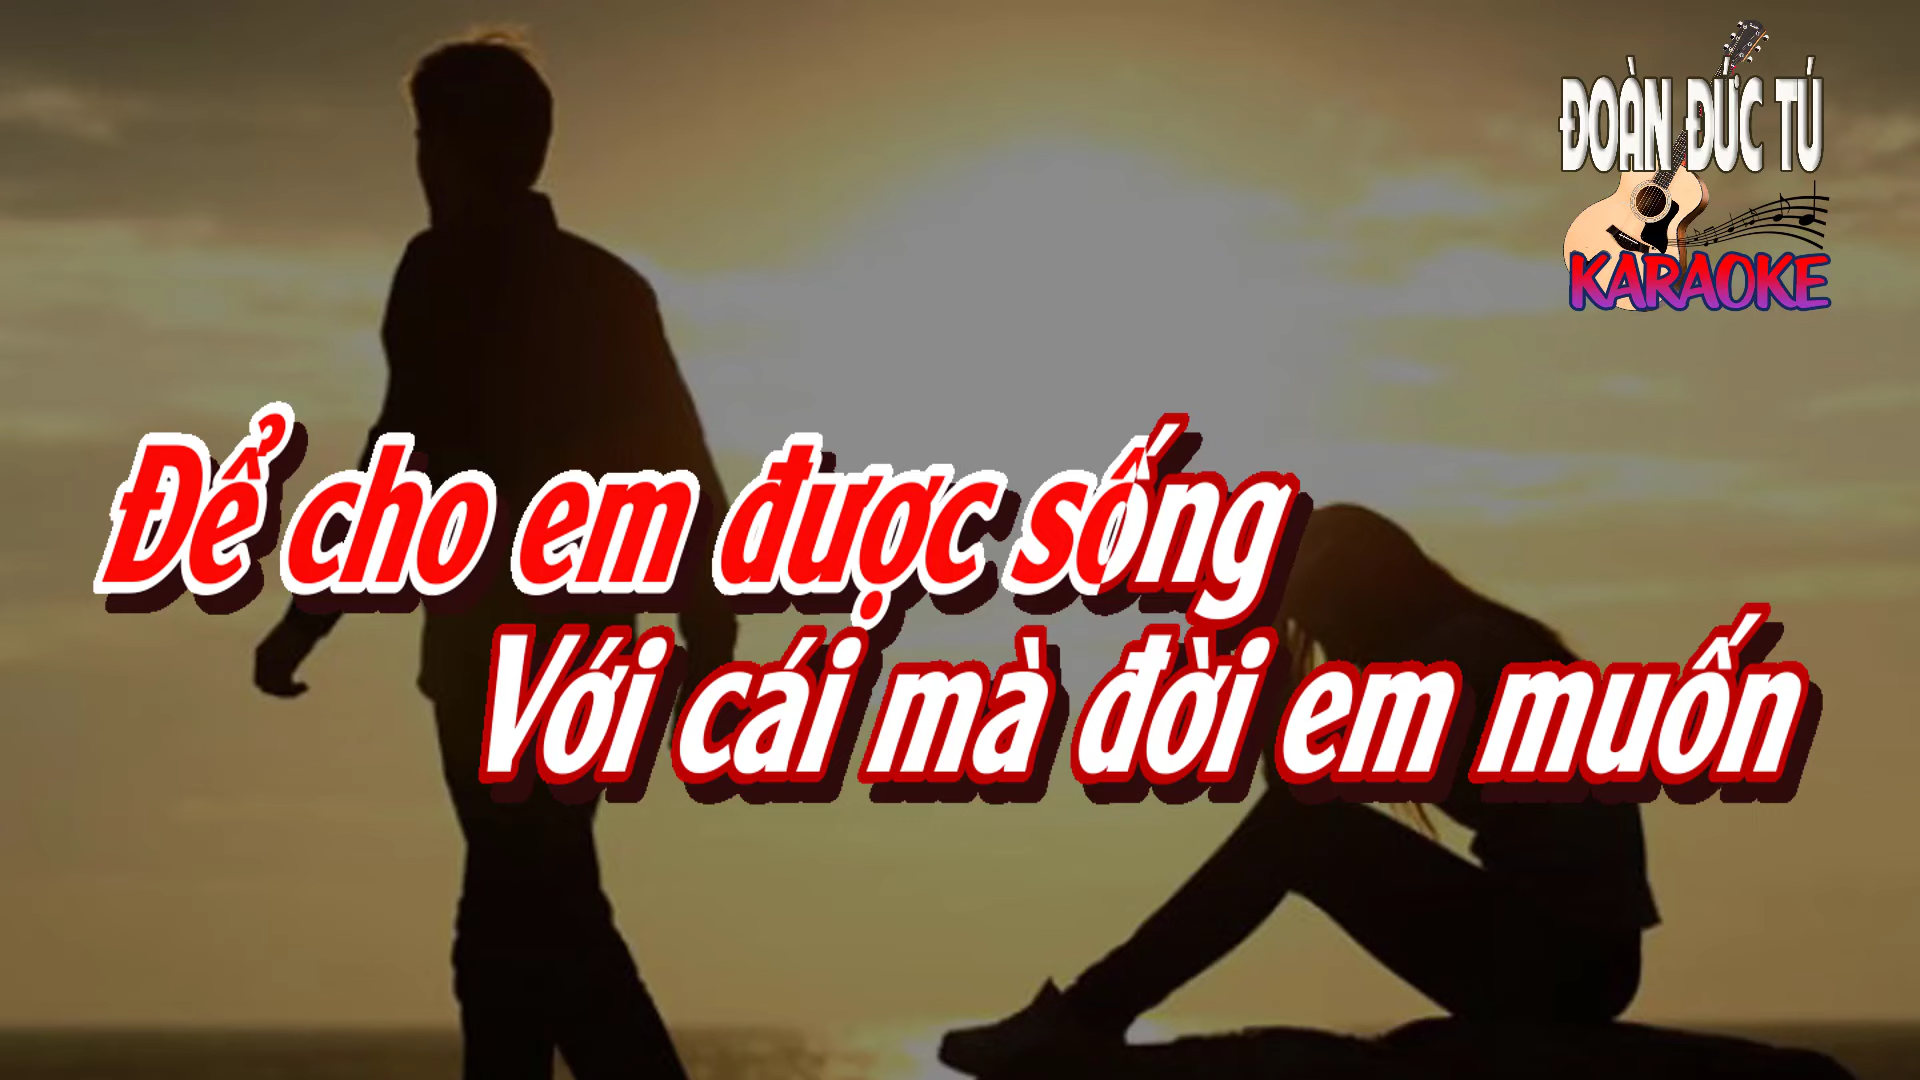 ĐOÀN ĐỨC TÚ
KARAOKE
Để cho em được sống
Với cái mà đời em muốn